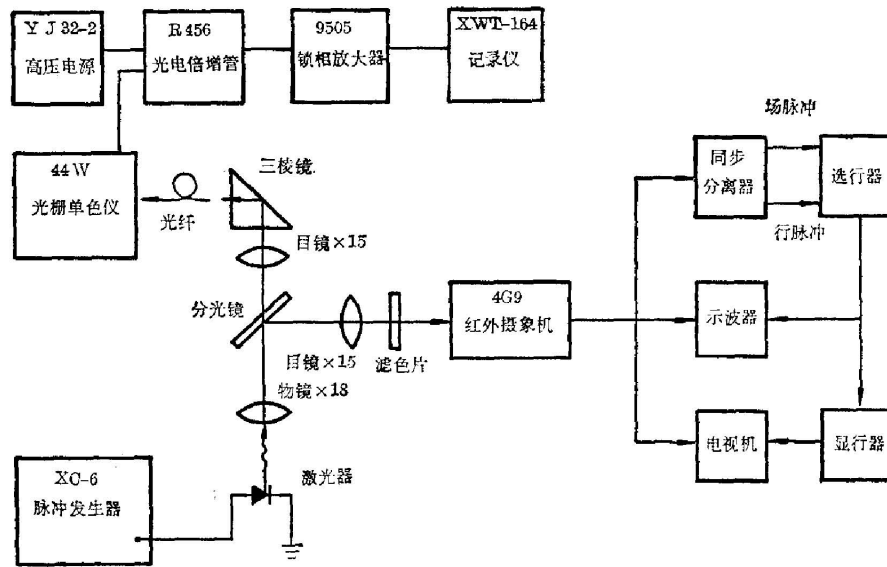 YJ32-2
高压电源
R456
光电倍增管
9505
锁相放大器
XWT-164
记录仪
44W
光栅单色仪
光纤
三棱镜
目镜×15
分光镜
目镜×15
物镜×18
滤色片
4G9
红外摄象机
同步
分离器
场脉冲
行脉冲
选行器
示波器
电视机
显行器
激光器
XC-6
脉冲发生器